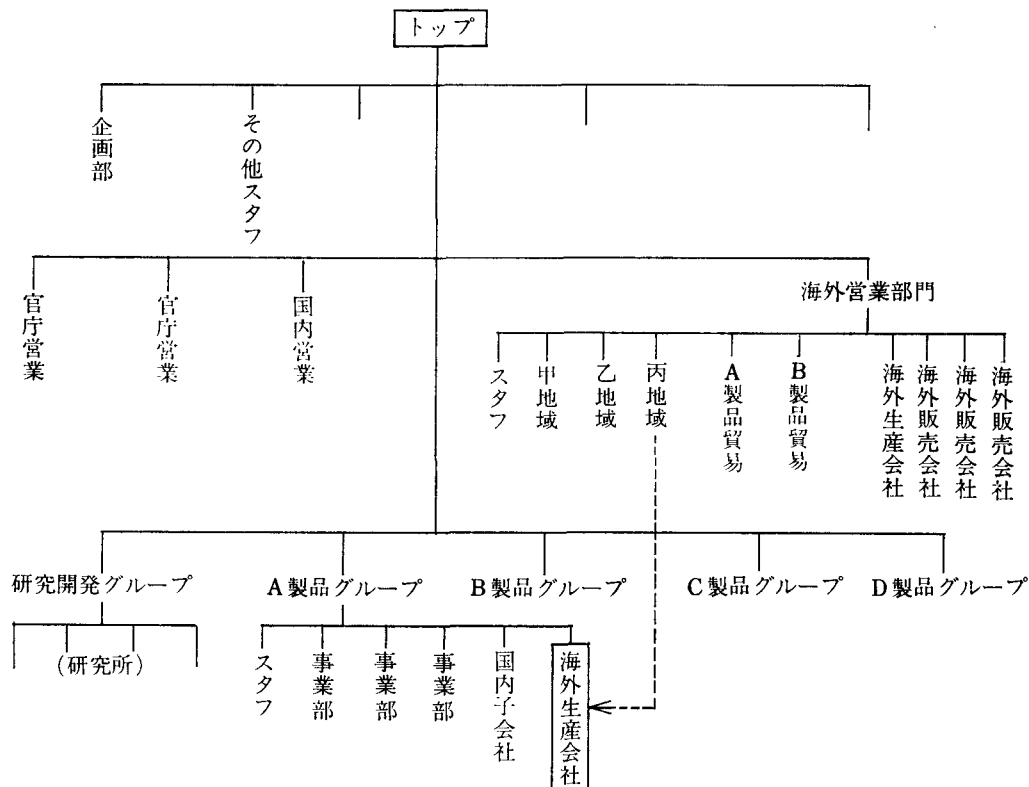 トップ
企画部
その他スタフ
官庁営業
官庁営業
国内営業
海外営業部門
スタフ
甲地域
乙地域
丙地域
A製品貿易
B製品貿易
海外生産会社
海外販売会社
海外販売会社
海外販売会社
研究開発グループ
A製品グループ
B製品グループ
C製品グループ
D製品グループ
(研究所)
スタフ
事業部
事業部
事業部
国内子会社
海外生産会社